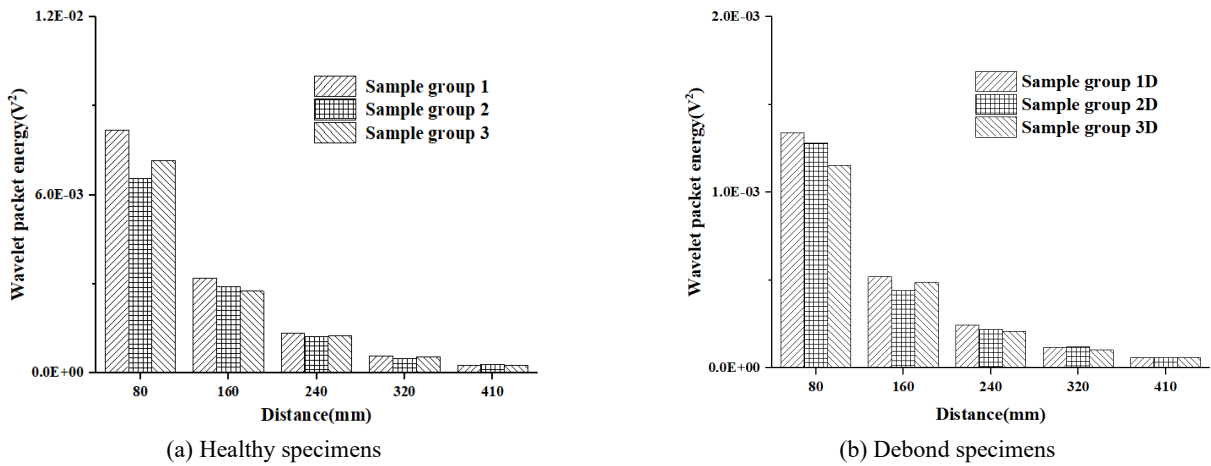 1.2E-02
6.0E-03
0.0E+00
Wavelet packet energy(V²)
Sample group 1
Sample group 2
Sample group 3
80 160 240 320 410
Distance(mm)
(a) Healthy specimens
2.0E-03
1.0E-03
0.0E+00
Wavelet packet energy(V²)
Sample group 1D
Sample group 2D
Sample group 3D
80 160 240 320 410
Distance(mm)
(b) Debond specimens